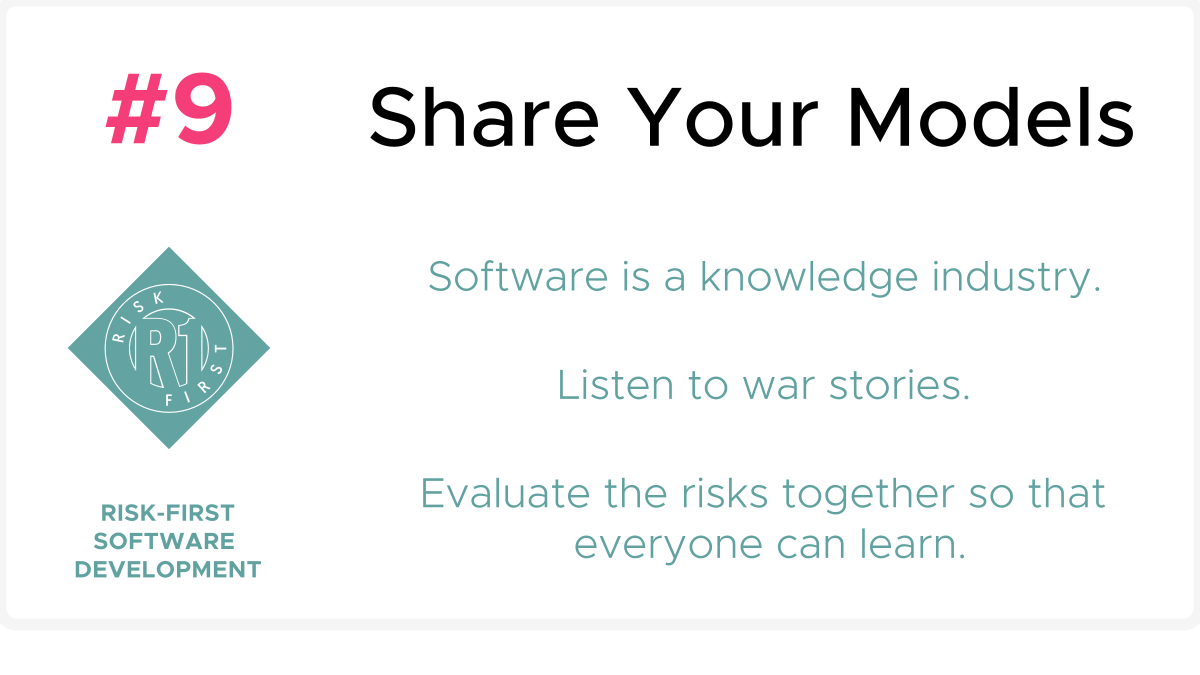 #9
Share Your Models
RISK
R1
FIRST
RISK-FIRST
SOFTWARE
DEVELOPMENT
Software is a knowledge industry.
Listen to war stories.
Evaluate the risks together so that
everyone can learn.